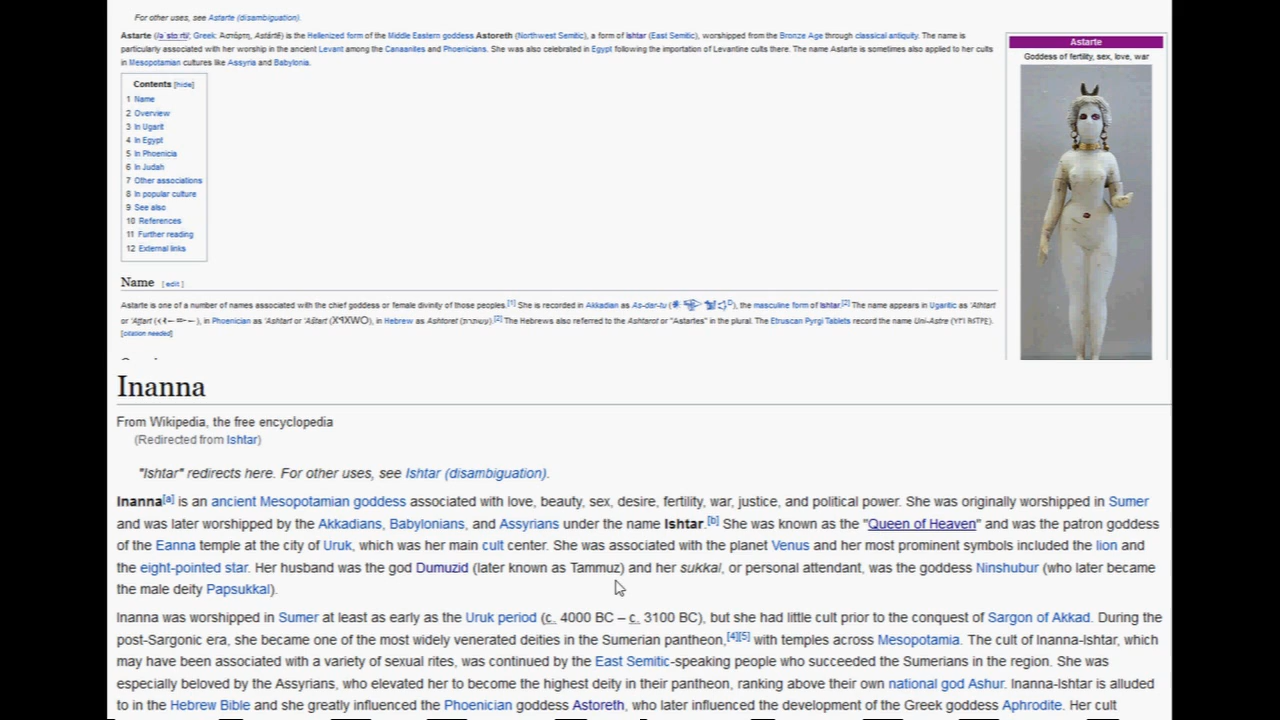 For other uses, see Astarte (disambiguation).
Astarte (/əˈstɑːrti/; Greek: Ἀστάρτη, Astártē) is the Hellenized form of the Middle Eastern goddess Astoreth (Northwest Semitic), a form of Ishtar (East Semitic), worshipped from the Bronze Age through classical antiquity. The name is
particularly associated with her worship in the ancient Levant among the Canaanites and Phoenicians. She was also celebrated in Egypt following the importation of Levantine cults there. The name Astarte is sometimes also applied to her cults
in Mesopotamian cultures like Assyria and Babylonia.
Astarte
Goddess of fertility, sex, love, war
Contents [hide]
1 Name
2 Overview
3 In Ugarit
4 In Egypt
5 In Phoenicia
6 In Judah
7 Other associations
8 In popular culture
9 See also
10 References
11 Further reading
12 External links
Name [edit]
Astarte is one of a number of names associated with the chief goddess or female divinity of those peoples.[1] She is recorded in Akkadian as As-dar-tu, the masculine form of Ishtar.[2] The name appears in Ugaritic as ʻAthtart
or ʻAṯtart, in Phoenician as ʻAshtart or ʻAštart, in Hebrew as Ashtoret (עשתרת).[2] The Hebrews also referred to the Ashtarot or "Astartes" in the plural. The Etruscan Pyrgi Tablets record the name Uni-Astre
[citation needed]
Inanna
From Wikipedia, the free encyclopedia
(Redirected from Ishtar)
"Ishtar" redirects here. For other uses, see Ishtar (disambiguation).
Inanna[a] is an ancient Mesopotamian goddess associated with love, beauty, sex, desire, fertility, war, justice, and political power. She was originally worshipped in Sumer
and was later worshipped by the Akkadians, Babylonians, and Assyrians under the name Ishtar.[b] She was known as the "Queen of Heaven" and was the patron goddess
of the Eanna temple at the city of Uruk, which was her main cult center. She was associated with the planet Venus and her most prominent symbols included the lion and
the eight-pointed star. Her husband was the god Dumuzid (later known as Tammuz) and her sukkal, or personal attendant, was the goddess Ninshubur (who later became
the male deity Papsukkal).
Inanna was worshipped in Sumer at least as early as the Uruk period (c. 4000 BC – c. 3100 BC), but she had little cult prior to the conquest of Sargon of Akkad. During the
post-Sargonic era, she became one of the most widely venerated deities in the Sumerian pantheon,[4][5] with temples across Mesopotamia. The cult of Inanna-Ishtar, which
may have been associated with a variety of sexual rites, was continued by the East Semitic-speaking people who succeeded the Sumerians in the region. She was
especially beloved by the Assyrians, who elevated her to become the highest deity in their pantheon, ranking above their own national god Ashur. Inanna-Ishtar is alluded
to in the Hebrew Bible and she greatly influenced the Phoenician goddess Astoreth, who later influenced the development of the Greek goddess Aphrodite. Her cult